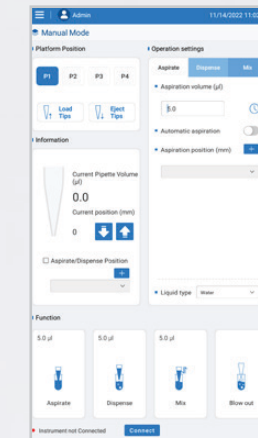 Admin 11/14/2022 11:02
Manual Mode
Platform Position
P1 P2 P3 P4
Load Tips
Eject Tips
Information
Current Pipette Volume (µl)
0.0
Current position (mm)
0
Aspirate/Dispense Position
+
Operation settings
Aspirate Dispense Mix
Aspiration volume (µl)
5.0
Automatic aspiration
Aspiration position (mm)
+
Liquid type Water
Function
5.0 µl 5.0 µl 5.0 µl
Aspirate Dispense Mix Blow out
Instrument not Connected Connect